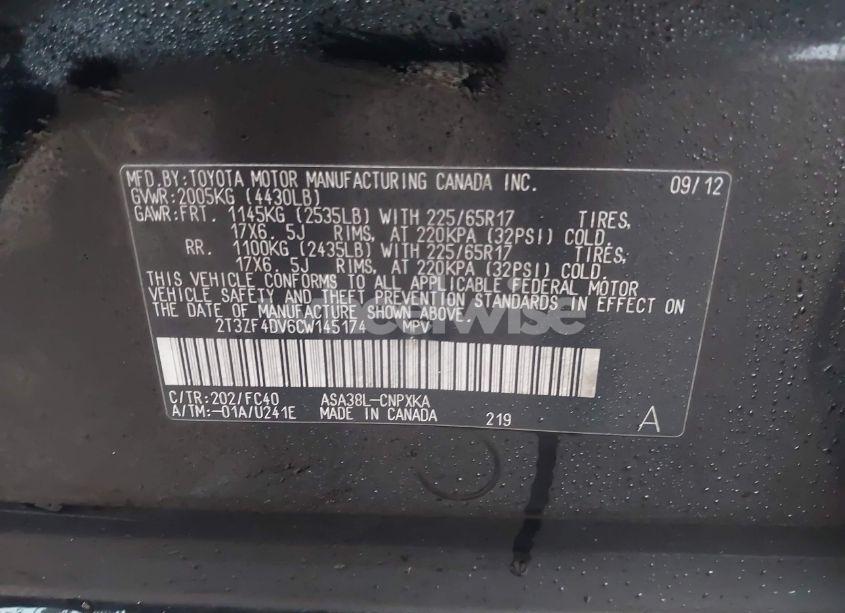 MFD.BY:TOYOTA MOTOR MANUFACTURING CANADA INC. 09/12
GVWR:2005KG (4430LB)
GAWR:FRT. 1145KG (2535LB) WITH 225/65R17 TIRES,
17X6. 5J RIMS, AT 220KPA (32PSI) COLD,
RR. 1100KG (2435LB) WITH 225/65R17 TIRES,
17X6. 5J RIMS, AT 220KPA (32PSI) COLD.
THIS VEHICLE CONFORMS TO ALL APPLICABLE FEDERAL MOTOR
VEHICLE SAFETY AND THEFT PREVENTION STANDARDS IN EFFECT ON
THE DATE OF MANUFACTURE SHOWN ABOVE.
2T3ZF4DV6CW145174 MPV
C/TR:202/FC40 ASA38L-CNPXKA
A/TM:-01A/U241E MADE IN CANADA 219 A